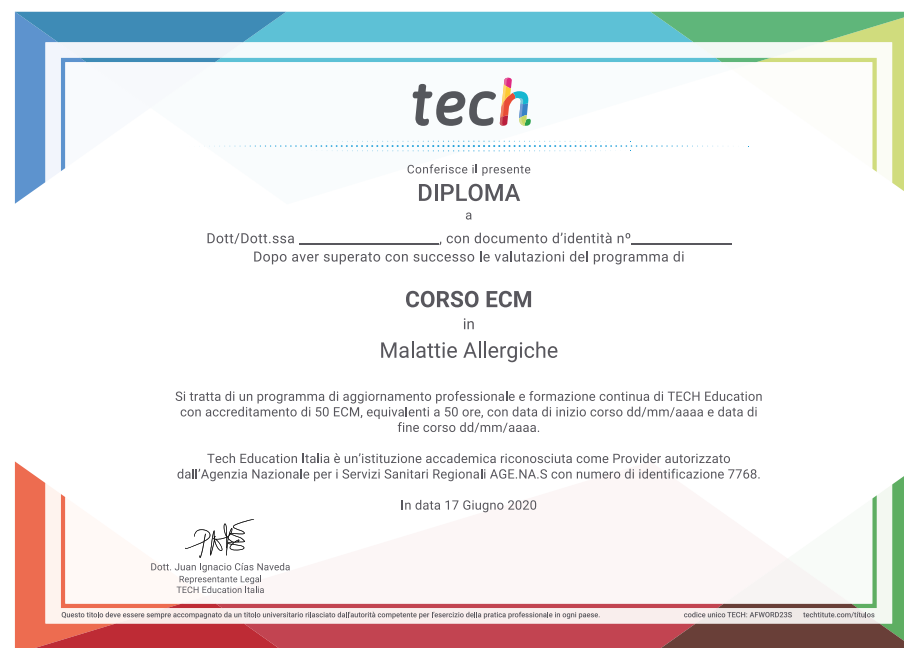 tech
Conferisce il presente
DIPLOMA
a
Dott/Dott.ssa ____________________, con documento d'identità nº______________
Dopo aver superato con successo le valutazioni del programma di
CORSO ECM
in
Malattie Allergiche
Si tratta di un programma di aggiornamento professionale e formazione continua di TECH Education
con accreditamento di 50 ECM, equivalenti a 50 ore, con data di inizio corso dd/mm/aaaa e data di
fine corso dd/mm/aaaa.
Tech Education Italia è un'istituzione accademica riconosciuta come Provider autorizzato
dall'Agenzia Nazionale per i Servizi Sanitari Regionali AGE.NA.S con numero di identificazione 7768.
In data 17 Giugno 2020
Dott. Juan Ignacio Cías Naveda
Representante Legal
TECH Education Italia
Questo titolo deve essere sempre accompagnato da un titolo universitario rilasciato dall'autorità competente per l'esercizio della pratica professionale in ogni paese. codice unico TECH: AFWORD23S techtitute.com/titulos